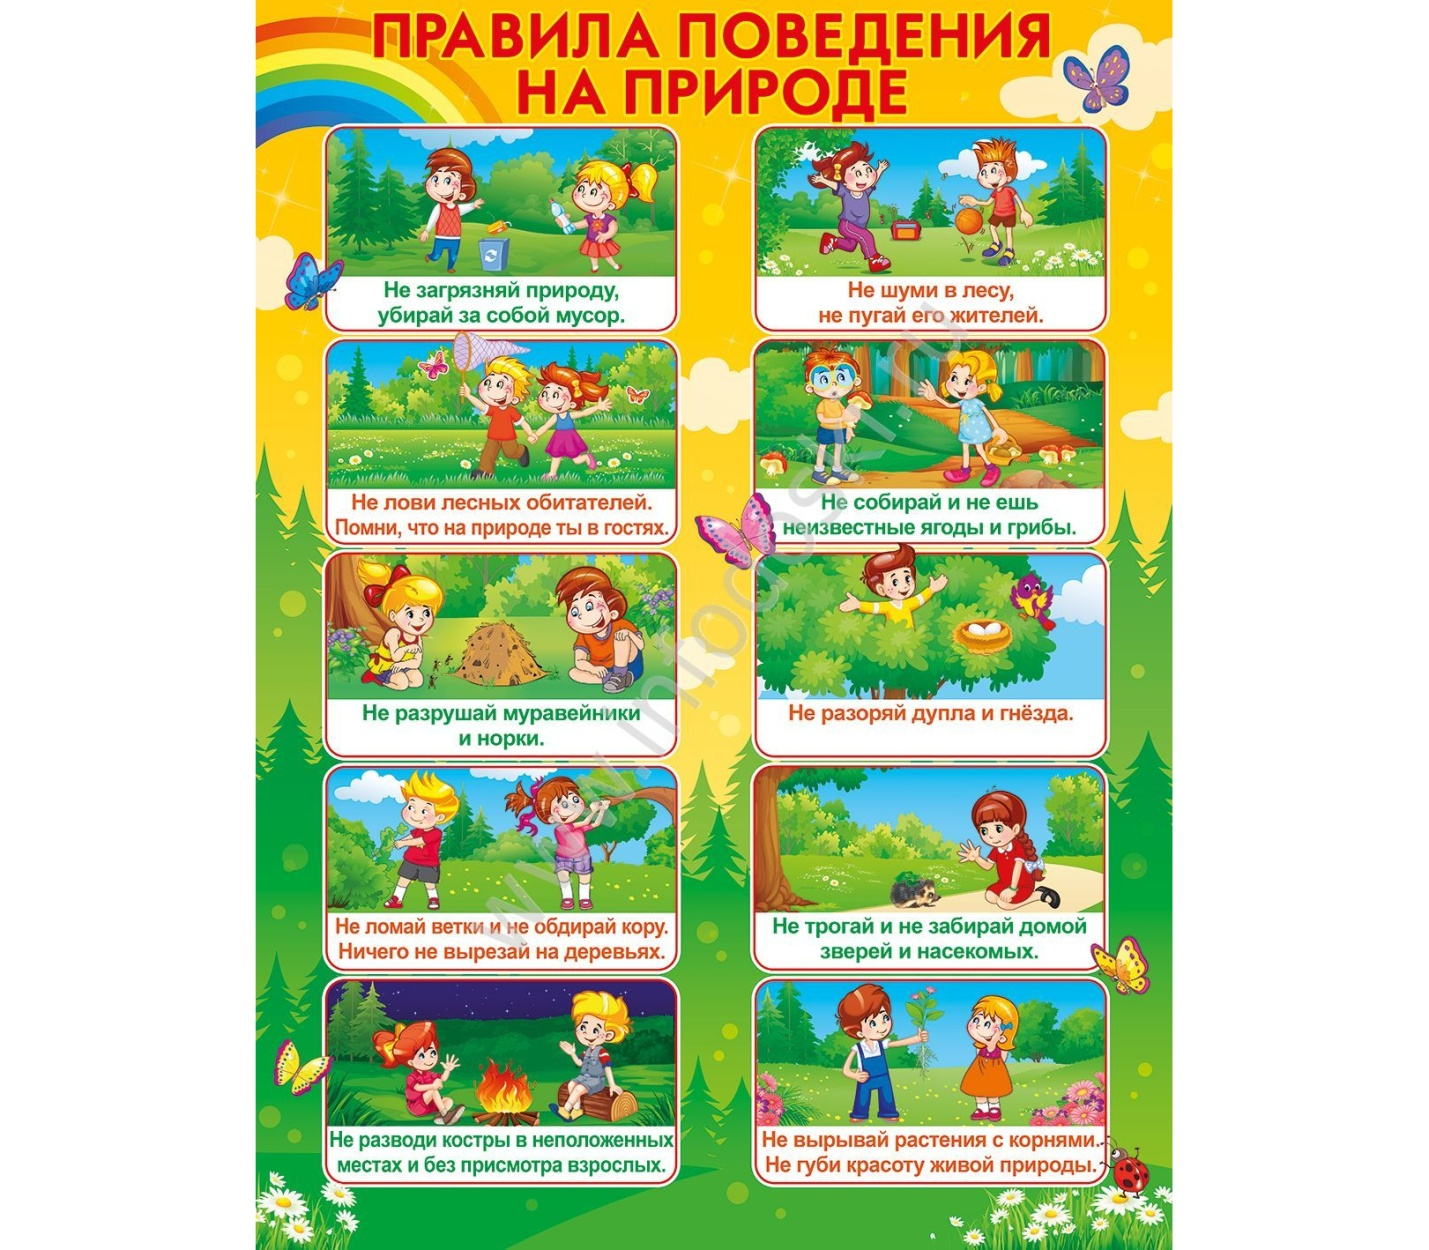 ПРАВИЛА ПОВЕДЕНИЯ
НА ПРИРОДЕ
Не загрязняй природу,
убирай за собой мусор.
Не шуми в лесу,
не пугай его жителей.
Не лови лесных обитателей.
Помни, что на природе ты в гостях.
Не собирай и не ешь
неизвестные ягоды и грибы.
Не разрушай муравейники
и норки.
Не разоряй дупла и гнёзда.
Не ломай ветки и не обдирай кору.
Ничего не вырезай на деревьях.
Не трогай и не забирай домой
зверей и насекомых.
Не разводи костры в неположенных
местах и без присмотра взрослых.
Не вырывай растения с корнями.
Не губи красоту живой природы.
www.infodoski.ru